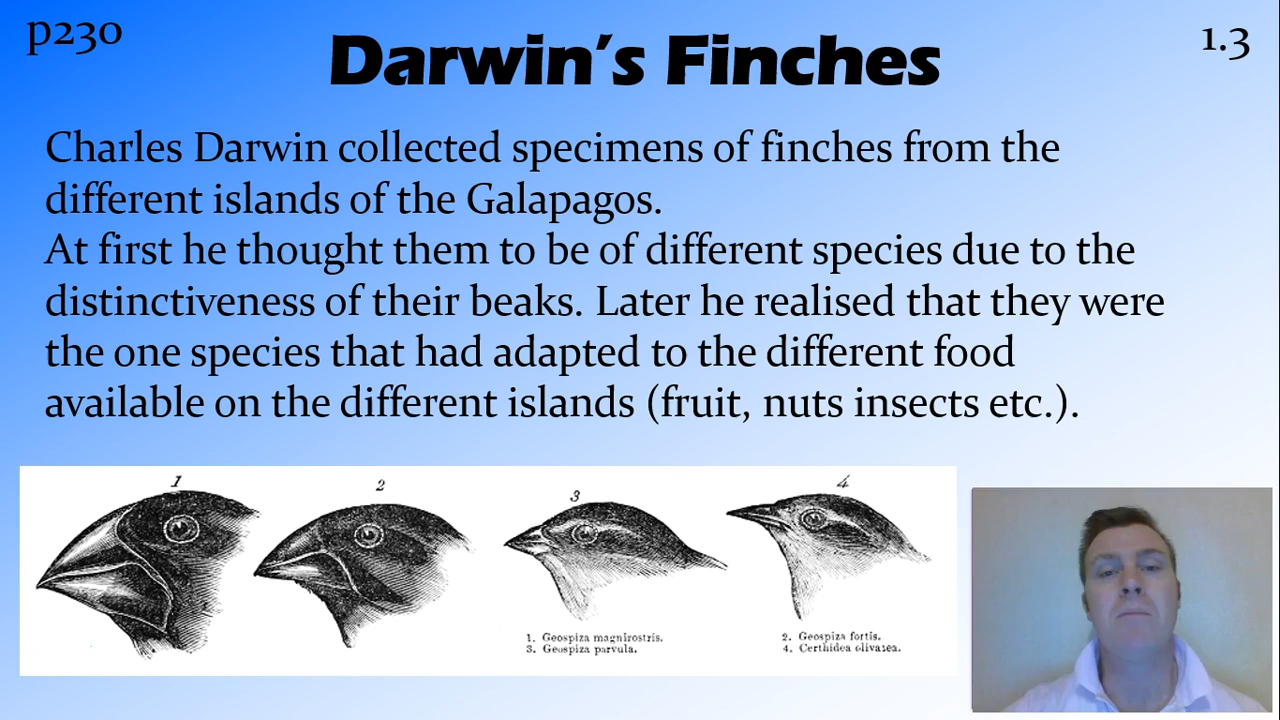 p230
1.3
Darwin's Finches
Charles Darwin collected specimens of finches from the
different islands of the Galapagos.
At first he thought them to be of different species due to the
distinctiveness of their beaks. Later he realised that they were
the one species that had adapted to the different food
available on the different islands (fruit, nuts insects etc.).
1
2
3
4
1. Geospiza magnirostris.
2. Geospiza fortis.
3. Geospiza parvula.
4. Certhidea olivasea.